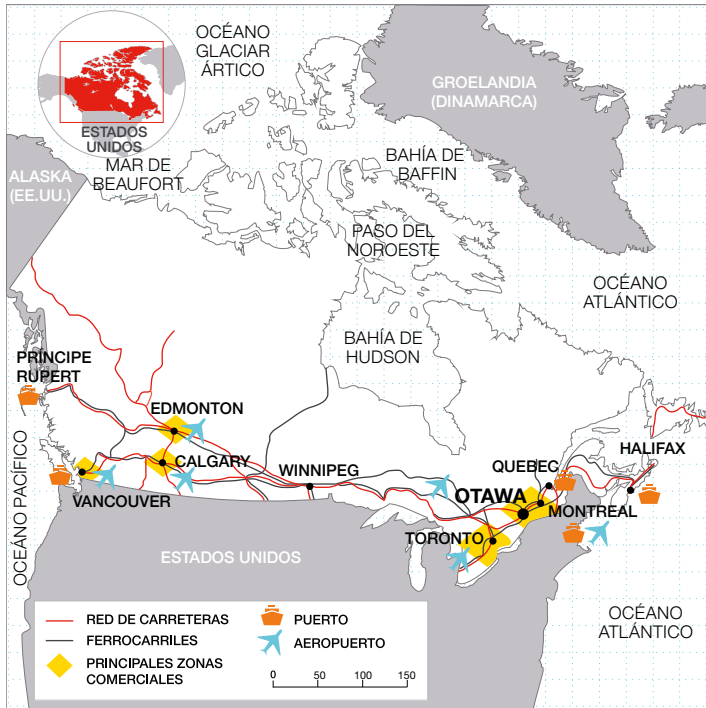 OCÉANO
GLACIAR
ÁRTICO
GROELANDIA
(DINAMARCA)
ESTADOS
UNIDOS
MAR DE
BEAUFORT
ALASKA
(EE.UU.)
BAHÍA DE
BAFFIN
PASO DEL
NOROESTE
OCÉANO
ATLÁNTICO
BAHÍA DE
HUDSON
PRÍNCIPE
RUPERT
EDMONTON
CALGARY
WINNIPEG
VANCOUVER
OCÉANO PACÍFICO
QUEBEC
HALIFAX
OTAWA
MONTREAL
TORONTO
ESTADOS UNIDOS
OCÉANO
ATLÁNTICO
RED DE CARRETERAS
FERROCARRILES
PRINCIPALES ZONAS
COMERCIALES
PUERTO
AEROPUERTO
0 50 100 150